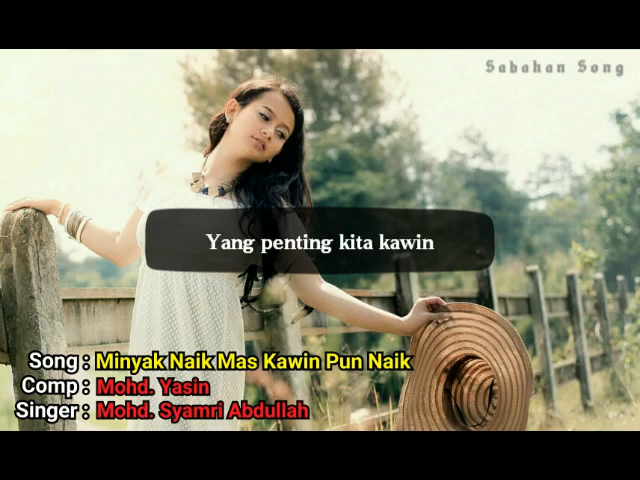 Sabahan Song
Yang penting kita kawin
Song : Minyak Naik Mas Kawin Pun Naik
Comp : Mohd. Yasin
Singer : Mohd. Syamri Abdullah